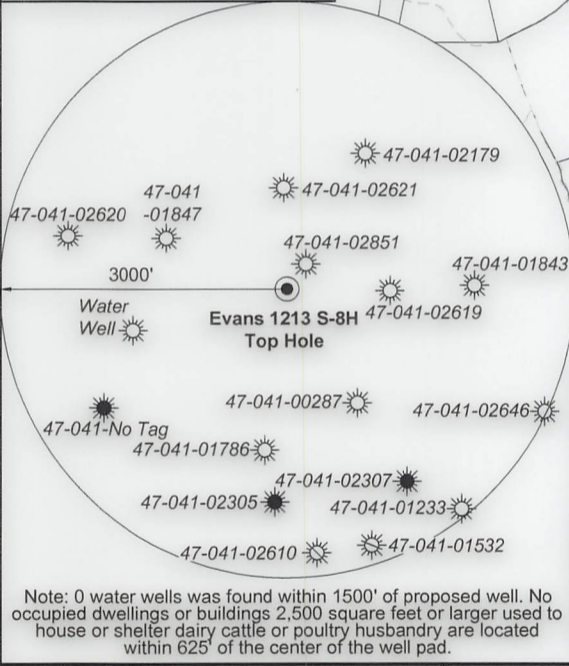 47-041-02179
47-041
-01847
47-041-02621
47-041-02620
47-041-02851
47-041-01843
3000'
Evans 1213 S-8H
Top Hole
47-041-02619
Water
Well
47-041-00287
47-041-02646
47-041-No Tag
47-041-01786
47-041-02307
47-041-02305
47-041-01233
47-041-02610
47-041-01532
Note: 0 water wells was found within 1500' of proposed well. No
occupied dwellings or buildings 2,500 square feet or larger used to
house or shelter dairy cattle or poultry husbandry are located
within 625' of the center of the well pad.